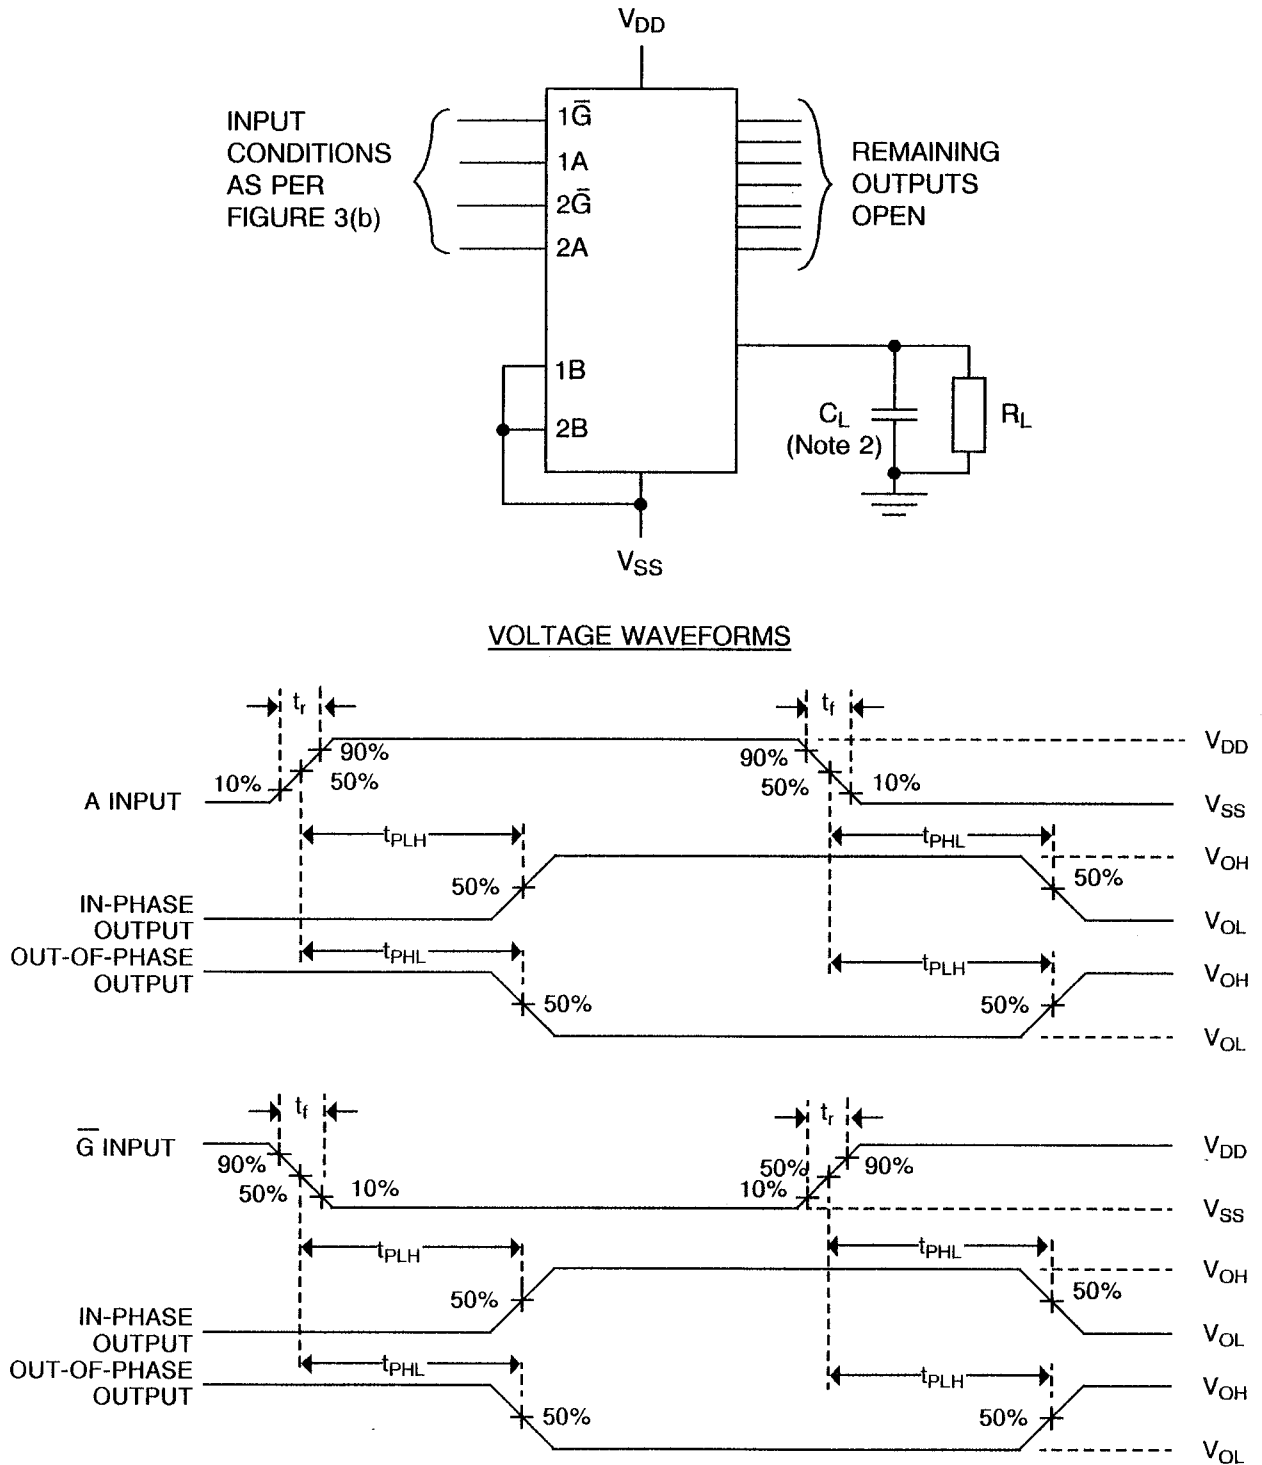 VDD
INPUT
CONDITIONS
AS PER
FIGURE 3(b)
1G̅
1A
2G̅
2A
1B
2B
REMAINING
OUTPUTS
OPEN
CL
(Note 2)
RL
VSS
VOLTAGE WAVEFORMS
tr
tf
90%
50%
10%
A INPUT
90%
50%
10%
VDD
VSS
tPLH
tPHL
50%
50%
VOH
VOL
IN-PHASE
OUTPUT
OUT-OF-PHASE
OUTPUT
tPHL
tPLH
50%
50%
VOH
VOL
tf
tr
G̅ INPUT
90%
50%
10%
50%
10%
90%
VDD
VSS
tPLH
tPHL
50%
50%
VOH
VOL
IN-PHASE
OUTPUT
OUT-OF-PHASE
OUTPUT
tPHL
tPLH
50%
50%
VOH
VOL